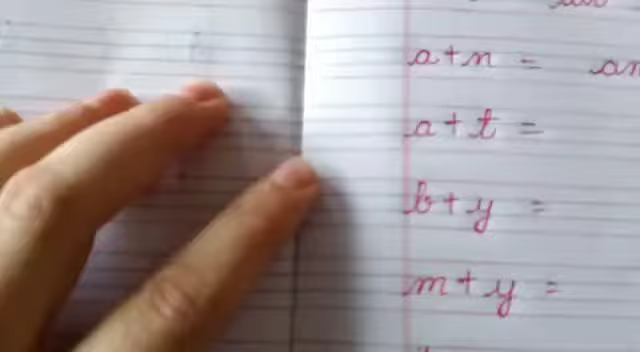 a + n = an
a + t =
b + y =
m + y =